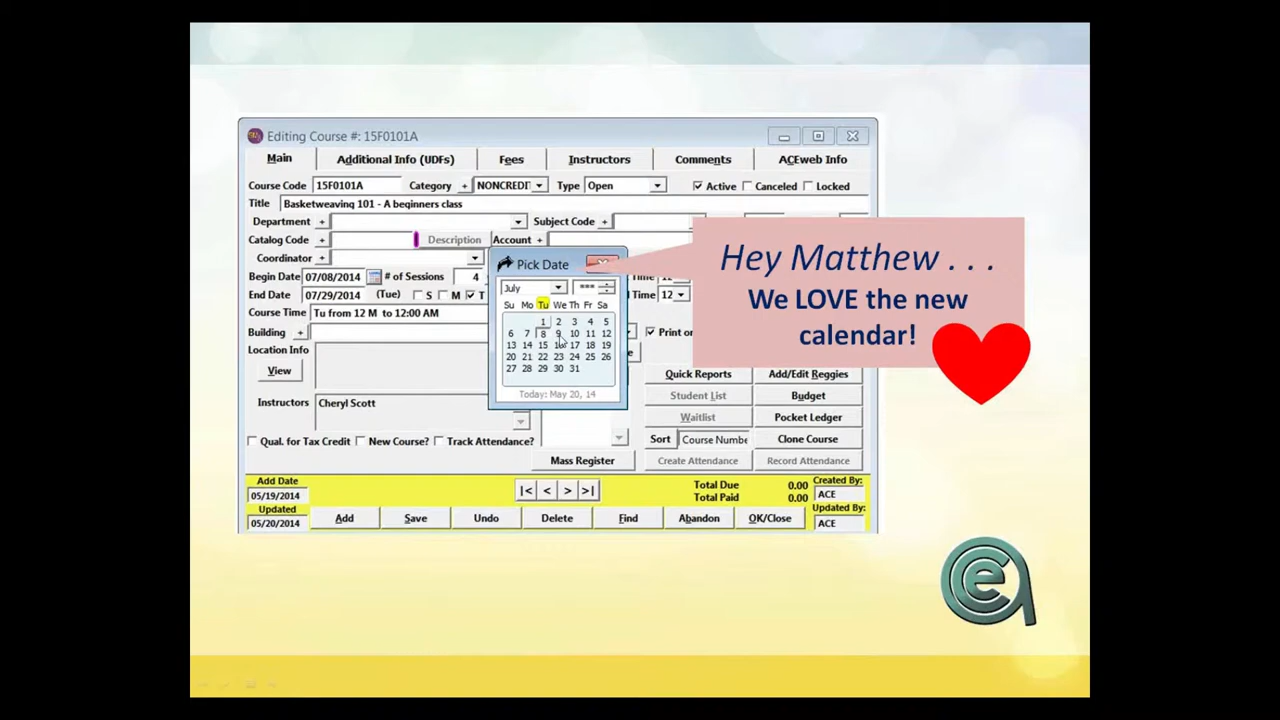 Editing Course #: 15F0101A
Main Additional Info (UDFs) Fees Instructors Comments ACEweb Info
Course Code 15F0101A Category + NONCREDI Type Open Active Canceled Locked
Title Basketweaving 101 - A beginners class
Department + Subject Code +
Catalog Code + Description Account +
Coordinator +
Pick Date
Hey Matthew . . .
We LOVE the new
calendar!
Begin Date 07/08/2014 # of Sessions 4 12
End Date 07/29/2014 (Tue) S M T Time 12
Course Time Tu from 12 M to 12:00 AM
Building +
Print on
Location Info
View
July ***
Su Mo Tu We Th Fr Sa
1 2 3 4 5
6 7 8 9 10 11 12
13 14 15 16 17 18 19
20 21 22 23 24 25 26
27 28 29 30 31
Today: May 20, 14
Quick Reports Add/Edit Reggies
Student List Budget
Waitlist Pocket Ledger
Instructors Cheryl Scott
Sort Course Numbe Clone Course
Qual. for Tax Credit New Course? Track Attendance?
Mass Register Create Attendance Record Attendance
Add Date
05/19/2014
|< < > >|
Total Due 0.00
Total Paid 0.00
Created By:
ACE
Updated
05/20/2014
Add Save Undo Delete Find Abandon OK/Close
Updated By:
ACE